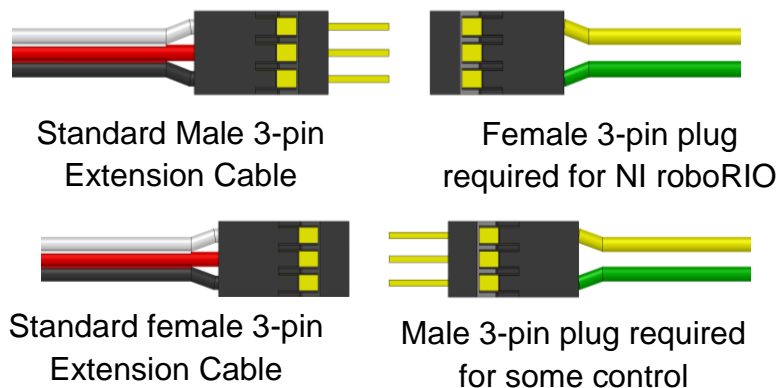 Standard Male 3-pin
Extension Cable
Female 3-pin plug
required for NI roboRIO
Standard female 3-pin
Extension Cable
Male 3-pin plug required
for some control